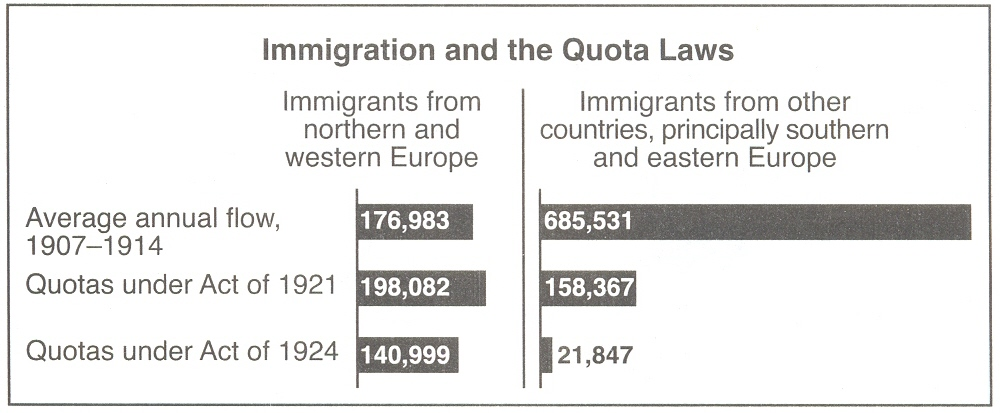 Immigration and the Quota Laws
Immigrants from
northern and
western Europe
Immigrants from other
countries, principally southern
and eastern Europe
Average annual flow,
1907–1914
176,983
685,531
Quotas under Act of 1921
198,082
158,367
Quotas under Act of 1924
140,999
21,847